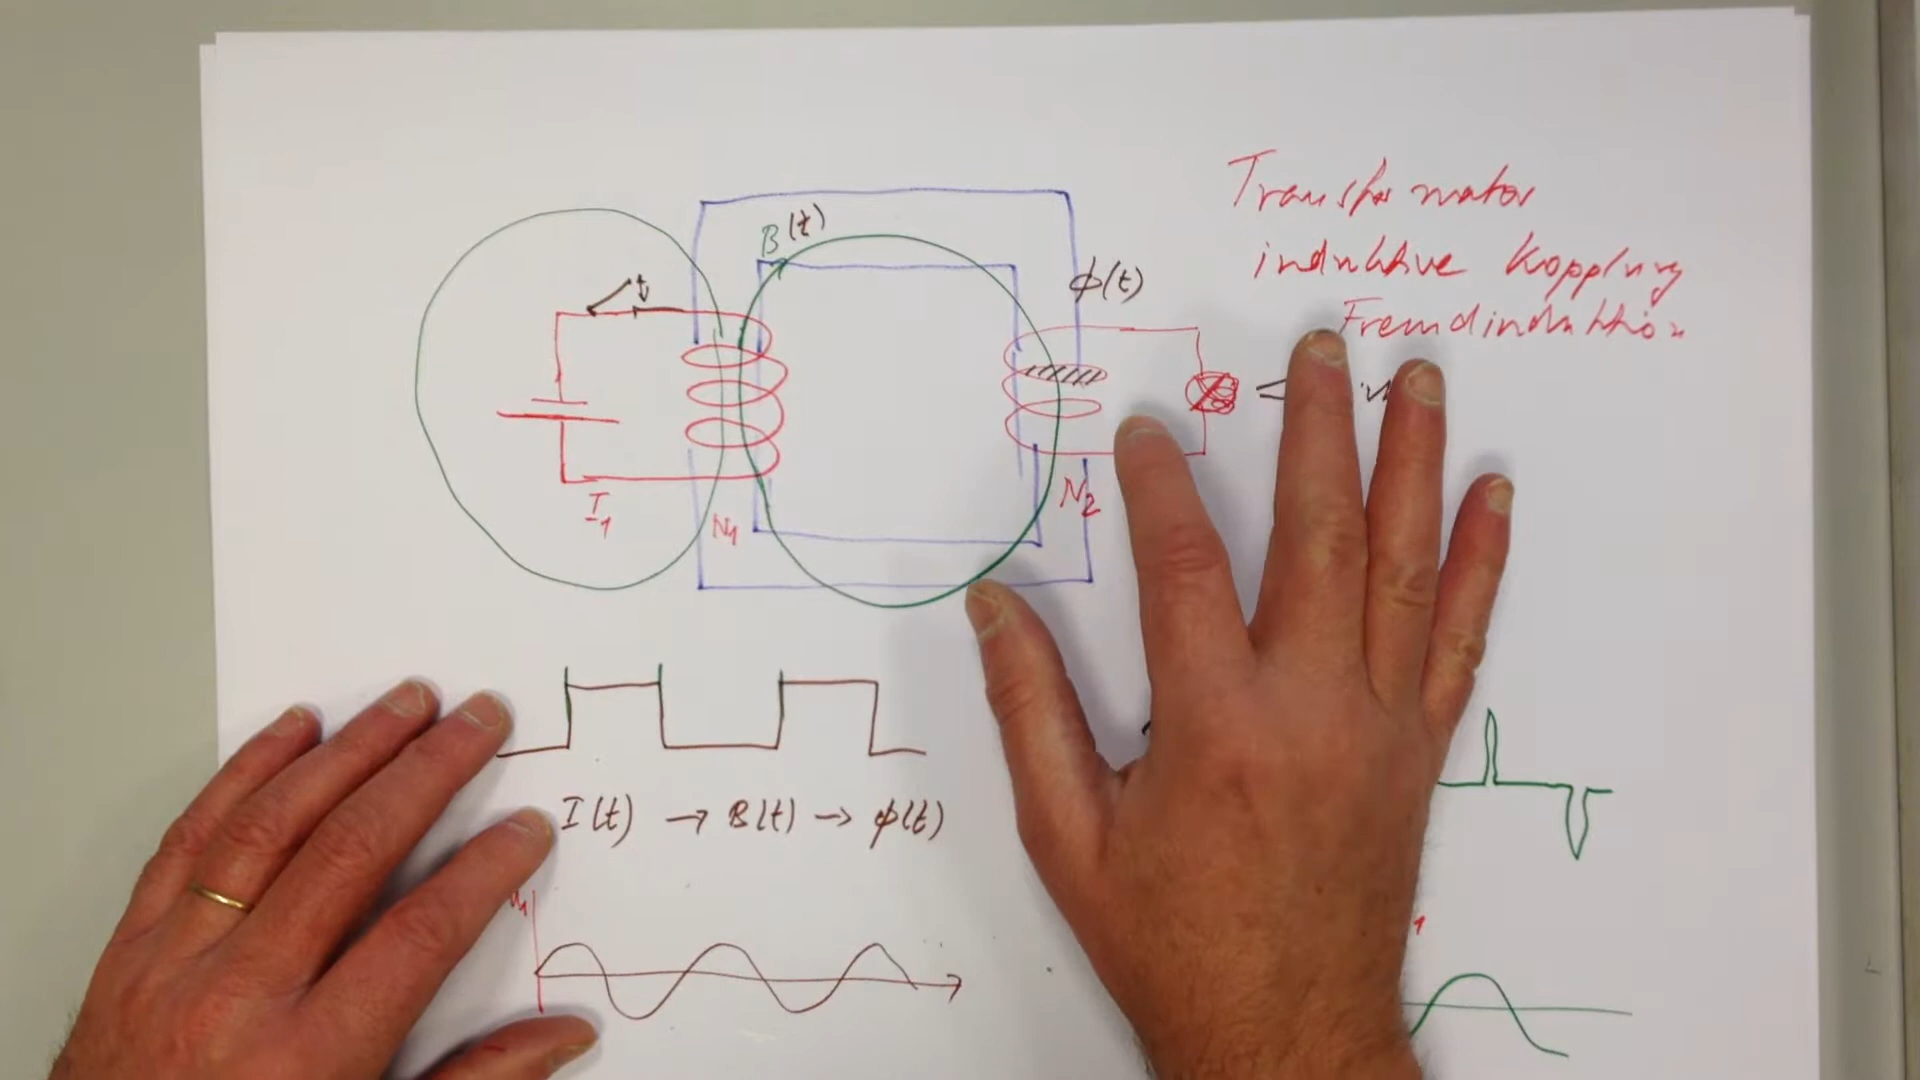 Transformator
induktive Kopplung
Fremdinduktion
B(t)
ϕ(t)
t
I₁
N₁
N₂
I(t) → B(t) → ϕ(t)